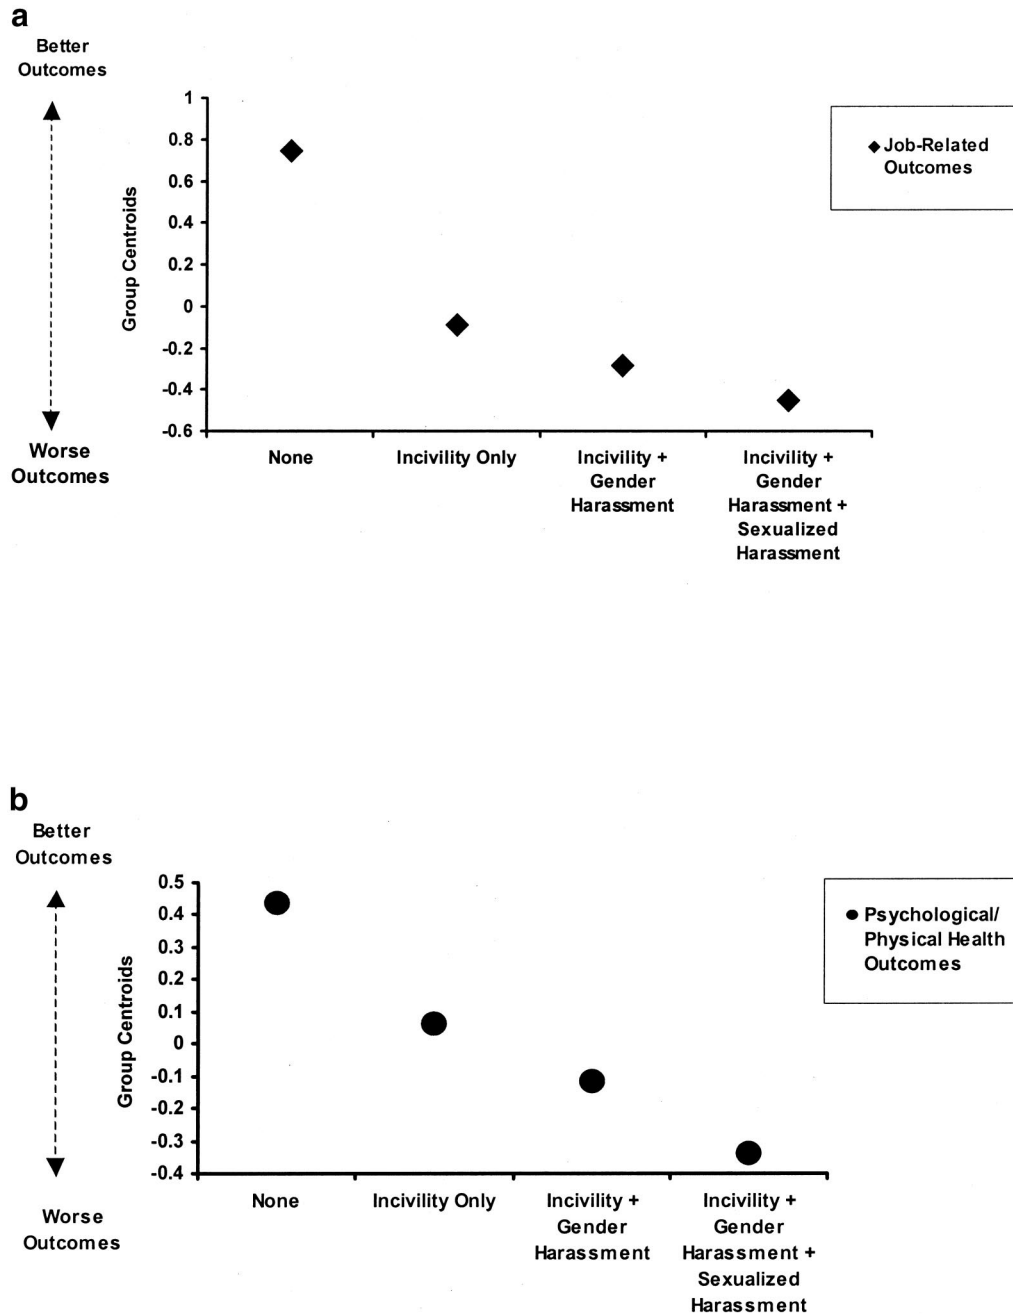 a
Better
Outcomes
1
0.8
0.6
0.4
0.2
0
-0.2
-0.4
-0.6
Group Centroids
Worse
Outcomes
Job-Related
Outcomes
None
Incivility Only
Incivility +
Gender
Harassment
Incivility +
Gender
Harassment +
Sexualized
Harassment
b
Better
Outcomes
0.5
0.4
0.3
0.2
0.1
0
-0.1
-0.2
-0.3
-0.4
Group Centroids
Worse
Outcomes
Psychological/
Physical Health
Outcomes
None
Incivility Only
Incivility +
Gender
Harassment
Incivility +
Gender
Harassment +
Sexualized
Harassment